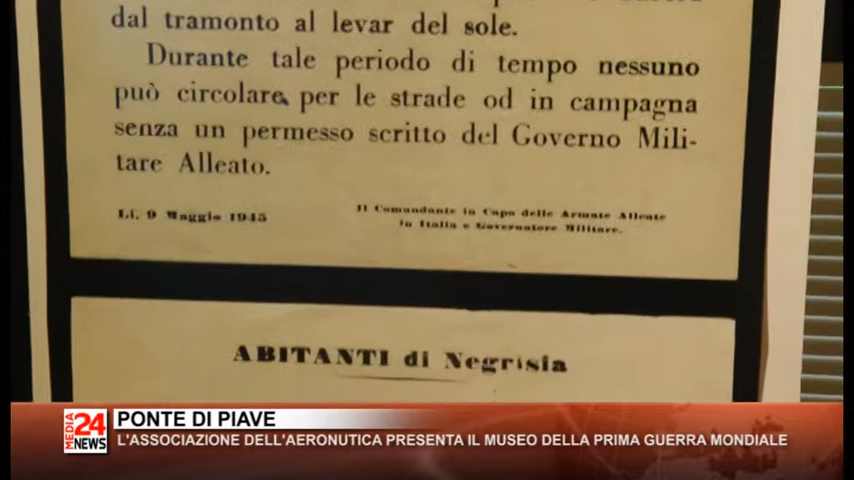 dal tramonto al levar del sole.
Durante tale periodo di tempo nessuno
può circolare, per le strade od in campagna
senza un permesso scritto del Governo Mili-
tare Alleato.
Li, 9 Maggio 1945
Il Comandante in Capo delle Armate Alleate
in Italia e Governatore Militare.
ABITANTI di Negrisia
MEDIA 24 NEWS
PONTE DI PIAVE
L'ASSOCIAZIONE DELL'AERONUTICA PRESENTA IL MUSEO DELLA PRIMA GUERRA MONDIALE